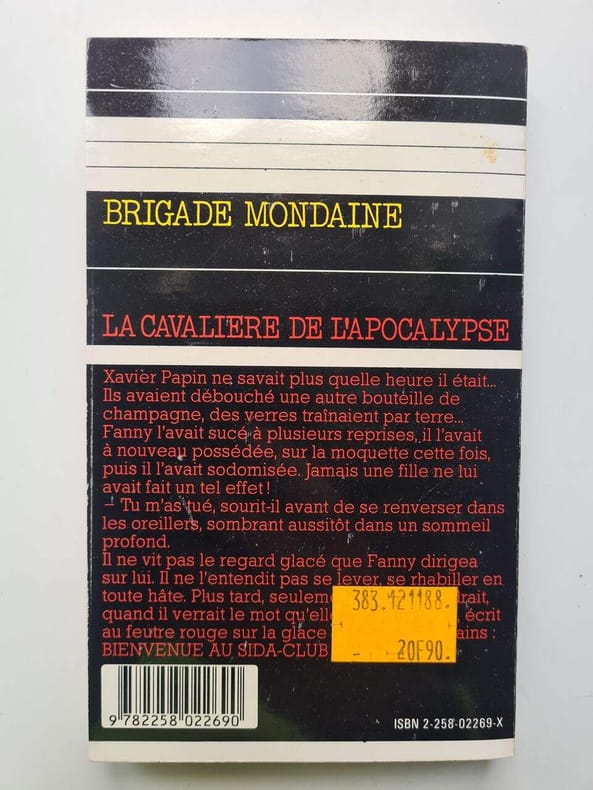 BRIGADE MONDAINE
LA CAVALIERE DE L'APOCALYPSE
Xavier Papin ne savait plus quelle heure il était...
Ils avaient débouché une autre bouteille de
champagne, des verres traînaient par terre...
Fanny l'avait sucé à plusieurs reprises, il l'avait
à nouveau possédée, sur la moquette cette fois,
puis il l'avait sodomisée. Jamais une fille ne lui
avait fait un tel effet!
– Tu m'as tué, sourit-il avant de se renverser dans
les oreillers, sombrant aussitôt dans un sommeil
profond.
Il ne vit pas le regard glacé que Fanny dirigea
sur lui. Il ne l'entendit pas se lever, se rhabiller en
toute hâte. Plus tard,
quand il verrait le mot écrit
au feutre rouge sur la glace
BIENVENUE AU SIDA-CLUB
383.121188.
- 20F90.
9 782258 022690
ISBN 2-258-02269-X